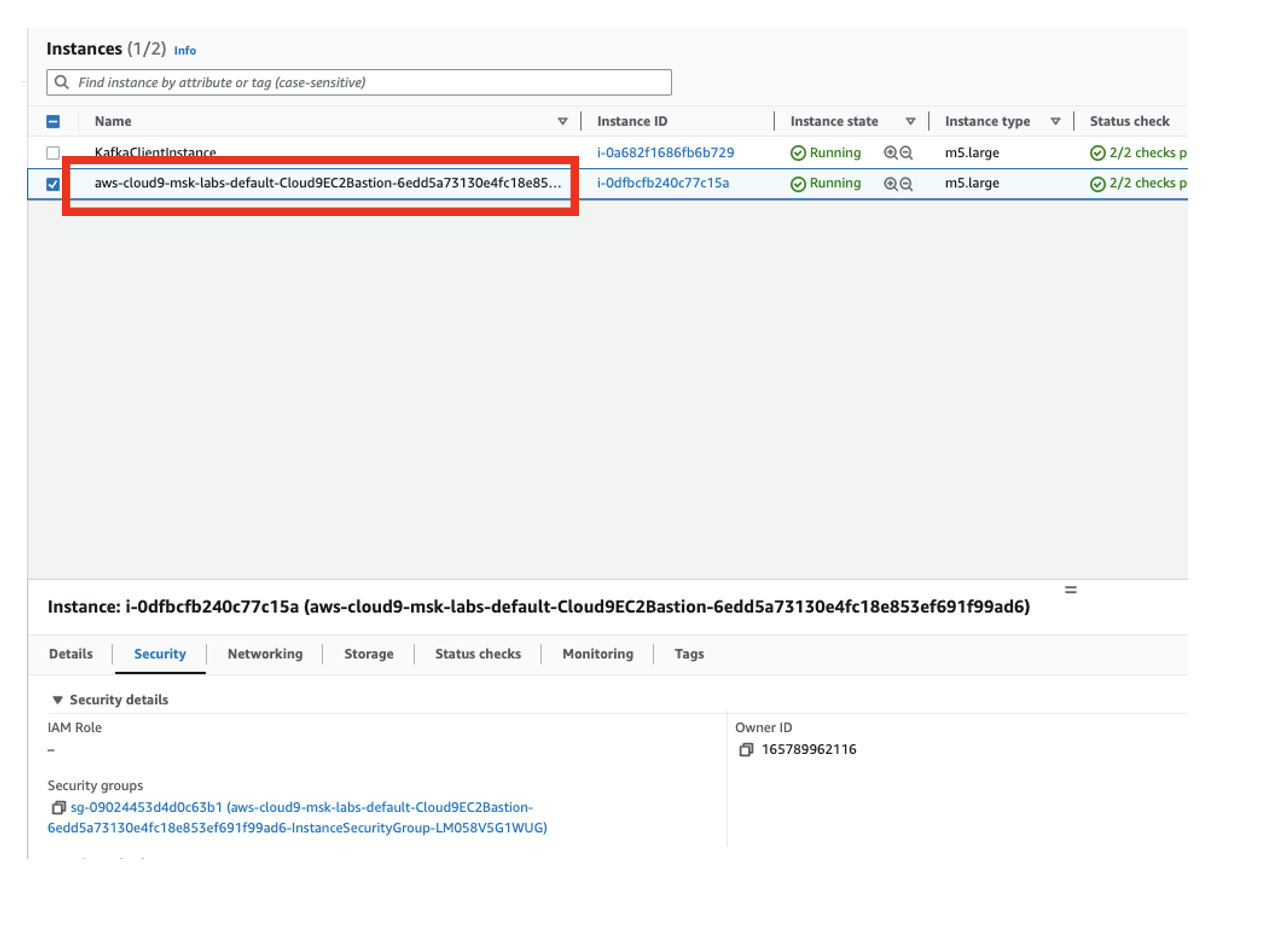 Instances (1/2) Info
Find instance by attribute or tag (case-sensitive)
Name Instance ID Instance state Instance type Status check
KafkaClientInstance i-0a682f1686fb6b729 Running m5.large 2/2 checks p
aws-cloud9-msk-labs-default-Cloud9EC2Bastion-6edd5a73130e4fc18e85... i-0dfbcfb240c77c15a Running m5.large 2/2 checks p
Instance: i-0dfbcfb240c77c15a (aws-cloud9-msk-labs-default-Cloud9EC2Bastion-6edd5a73130e4fc18e853ef691f99ad6)
Details Security Networking Storage Status checks Monitoring Tags
Security details
IAM Role Owner ID
– 165789962116
Security groups
sg-09024453d4d0c63b1 (aws-cloud9-msk-labs-default-Cloud9EC2Bastion-
6edd5a73130e4fc18e853ef691f99ad6-InstanceSecurityGroup-LM058V5G1WUG)